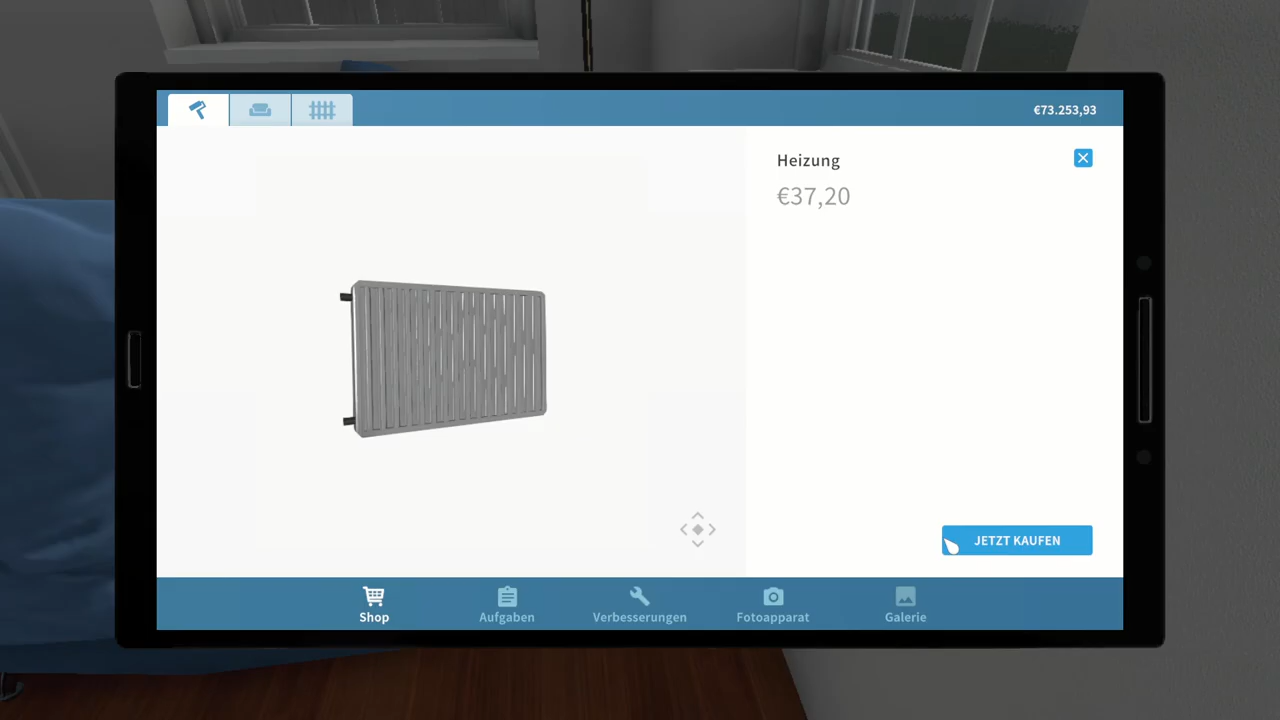 €73.253,93
Heizung
€37,20
JETZT KAUFEN
Shop
Aufgaben
Verbesserungen
Fotoapparat
Galerie